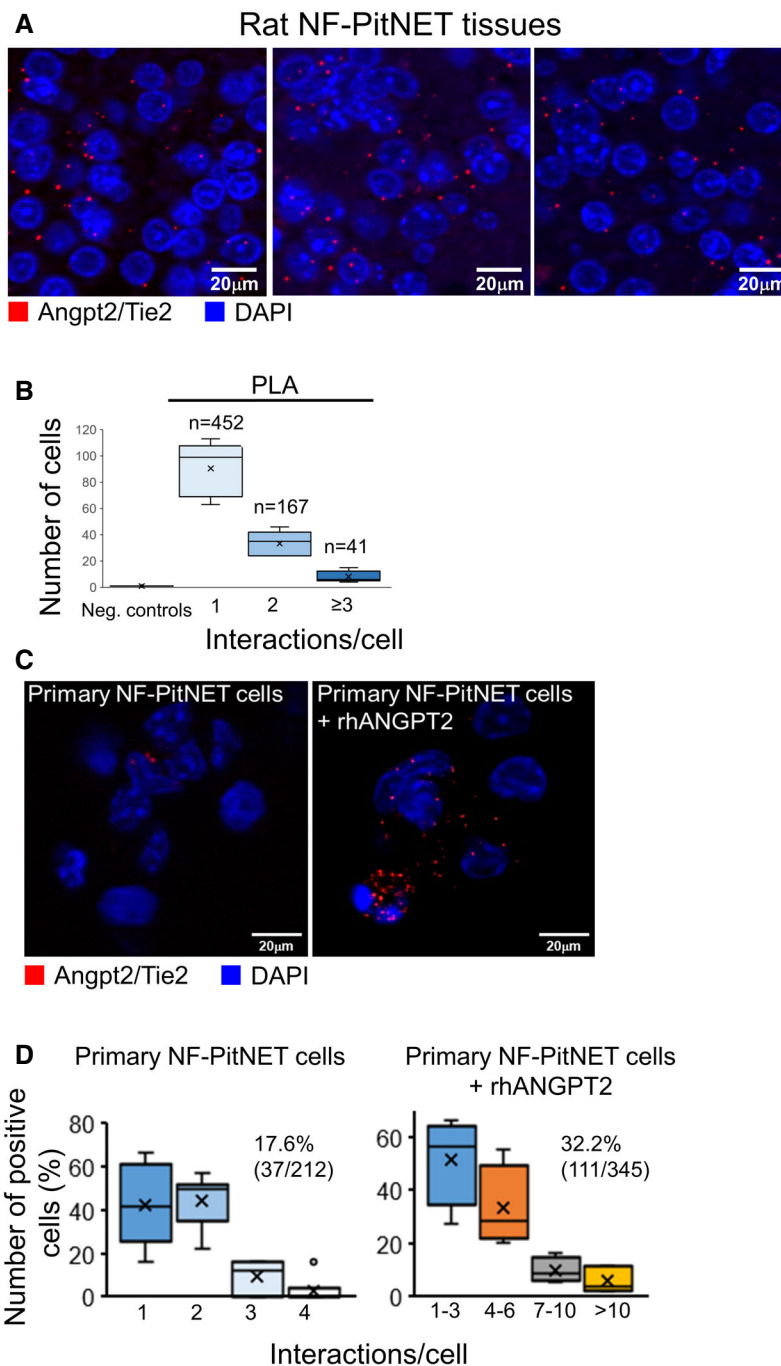 A
Rat NF-PitNET tissues
20μm
20μm
20μm
Angpt2/Tie2
DAPI
B
PLA
Number of cells
120
100
80
60
40
20
0
n=452
n=167
n=41
Neg. controls
1
2
≥3
Interactions/cell
C
Primary NF-PitNET cells
20μm
Primary NF-PitNET cells
+ rhANGPT2
20μm
Angpt2/Tie2
DAPI
D
Primary NF-PitNET cells
Number of positive
cells (%)
80
60
40
20
0
17.6%
(37/212)
1
2
3
4
Primary NF-PitNET cells
+ rhANGPT2
60
40
20
0
32.2%
(111/345)
1-3
4-6
7-10
>10
Interactions/cell